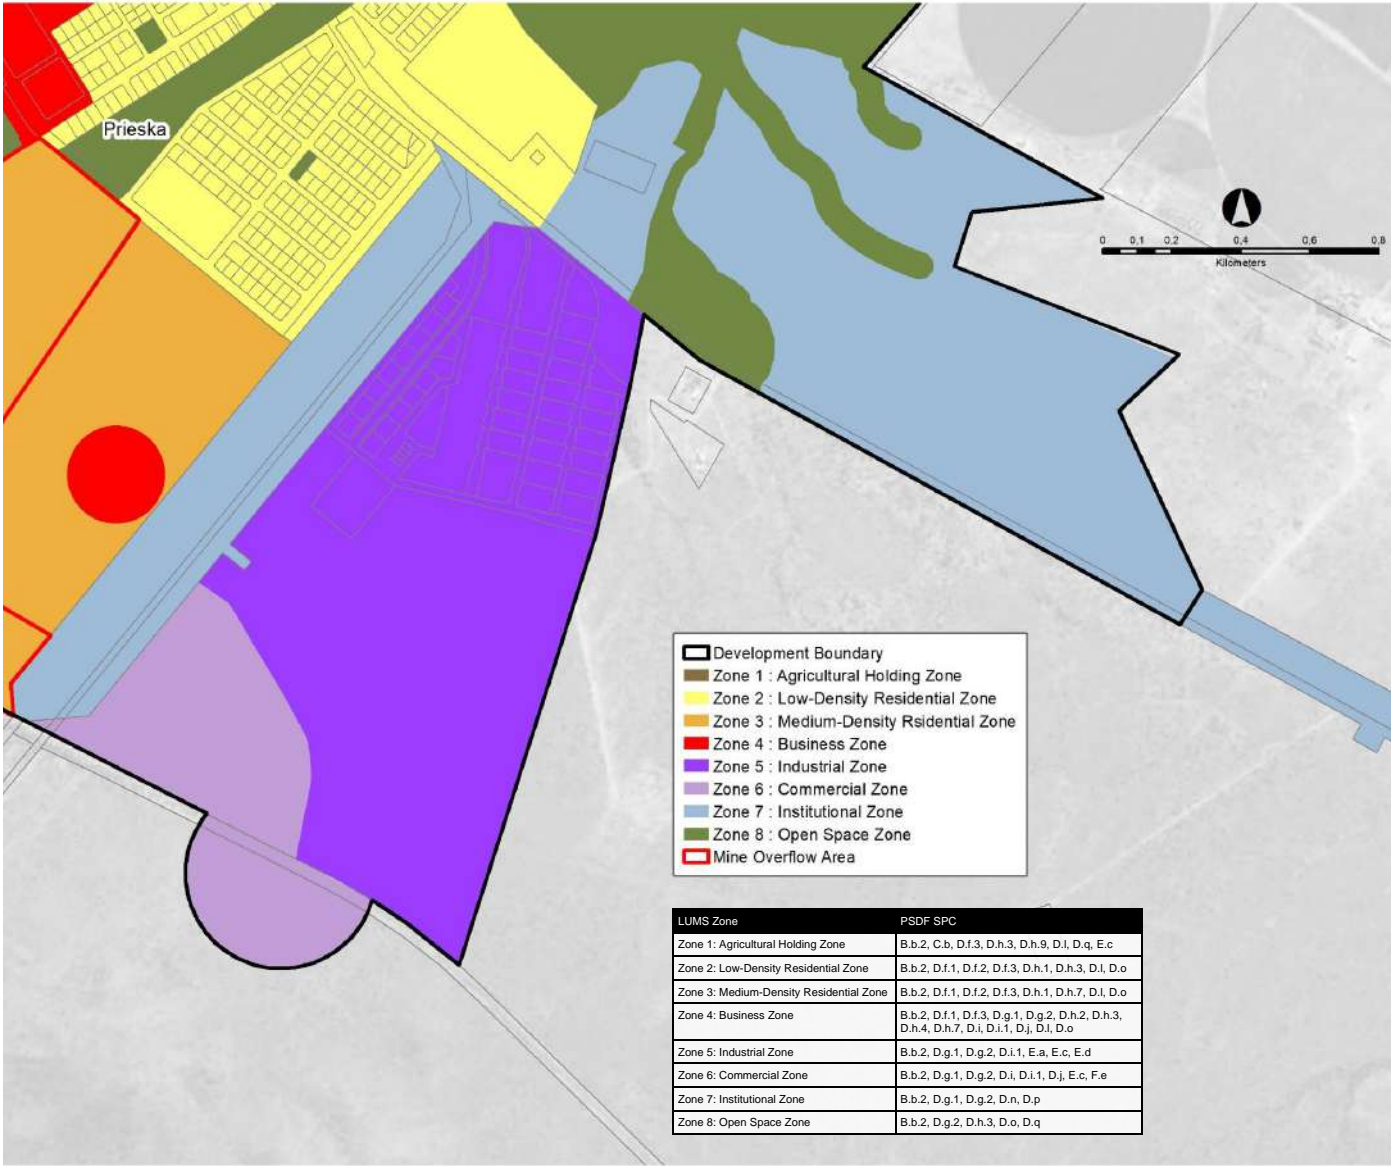 Prieska
0 0,1 0,2 0,4 0,6 0,8
Kilometers
Development Boundary
Zone 1 : Agricultural Holding Zone
Zone 2 : Low-Density Residential Zone
Zone 3 : Medium-Density Rsidential Zone
Zone 4 : Business Zone
Zone 5 : Industrial Zone
Zone 6 : Commercial Zone
Zone 7 : Institutional Zone
Zone 8 : Open Space Zone
Mine Overflow Area
LUMS Zone PSDF SPC
Zone 1: Agricultural Holding Zone B.b.2, C.b, D.f.3, D.h.3, D.h.9, D.l, D.q, E.c
Zone 2: Low-Density Residential Zone B.b.2, D.f.1, D.f.2, D.f.3, D.h.1, D.h.3, D.l, D.o
Zone 3: Medium-Density Residential Zone B.b.2, D.f.1, D.f.2, D.f.3, D.h.1, D.h.7, D.l, D.o
Zone 4: Business Zone B.b.2, D.f.1, D.f.3, D.g.1, D.g.2, D.h.2, D.h.3,
D.h.4, D.h.7, D.i, D.i.1, D.j, D.l, D.o
Zone 5: Industrial Zone B.b.2, D.g.1, D.g.2, D.i.1, E.a, E.c, E.d
Zone 6: Commercial Zone B.b.2, D.g.1, D.g.2, D.i, D.i.1, D.j, E.c, F.e
Zone 7: Institutional Zone B.b.2, D.g.1, D.g.2, D.n, D.p
Zone 8: Open Space Zone B.b.2, D.g.2, D.h.3, D.o, D.q